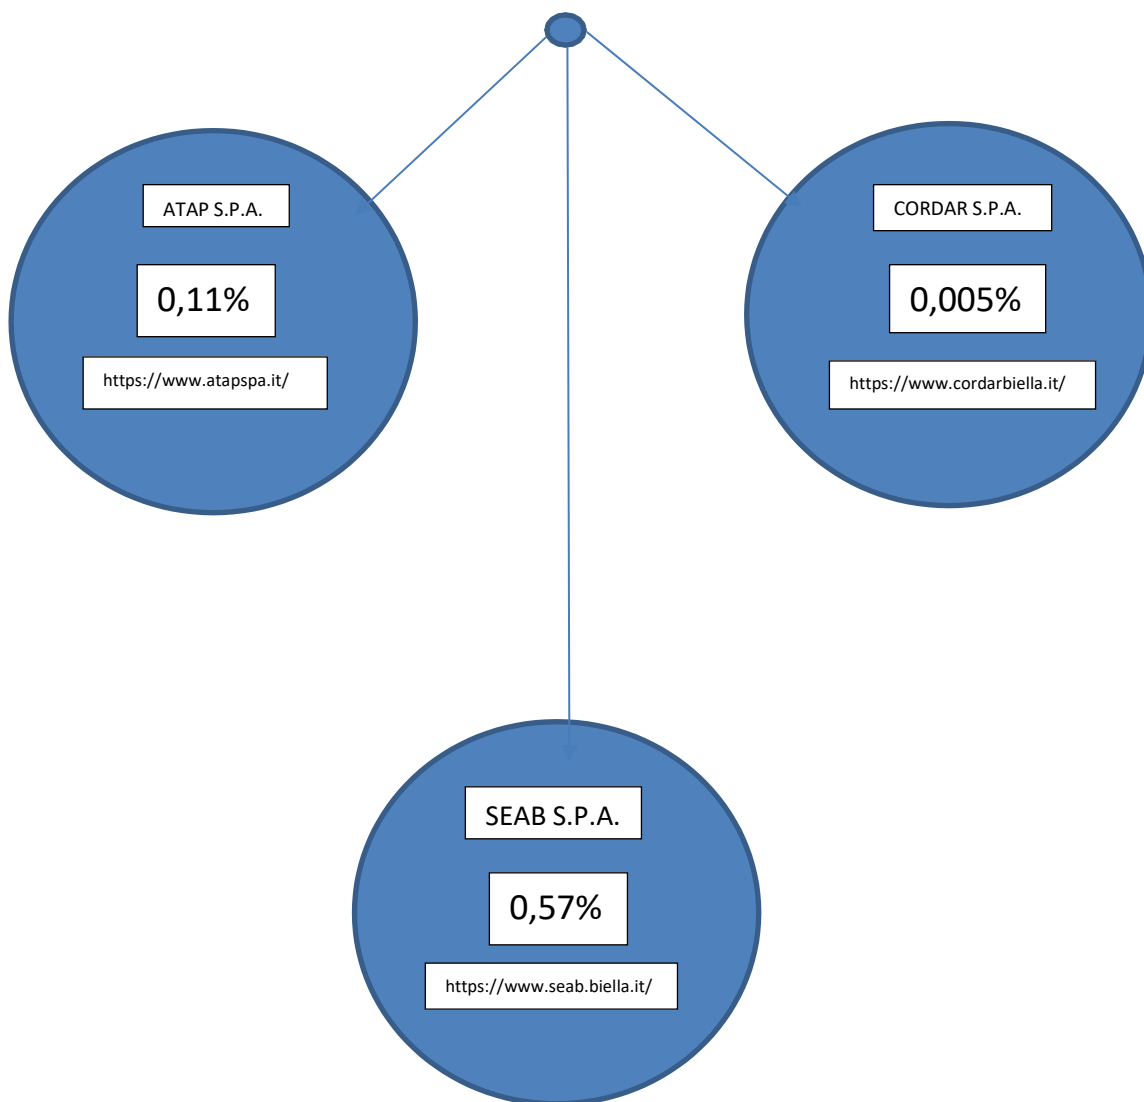 ATAP S.P.A.
0,11%
https://www.atapspa.it/
CORDAR S.P.A.
0,005%
https://www.cordarbiella.it/
SEAB S.P.A.
0,57%
https://www.seab.biella.it/